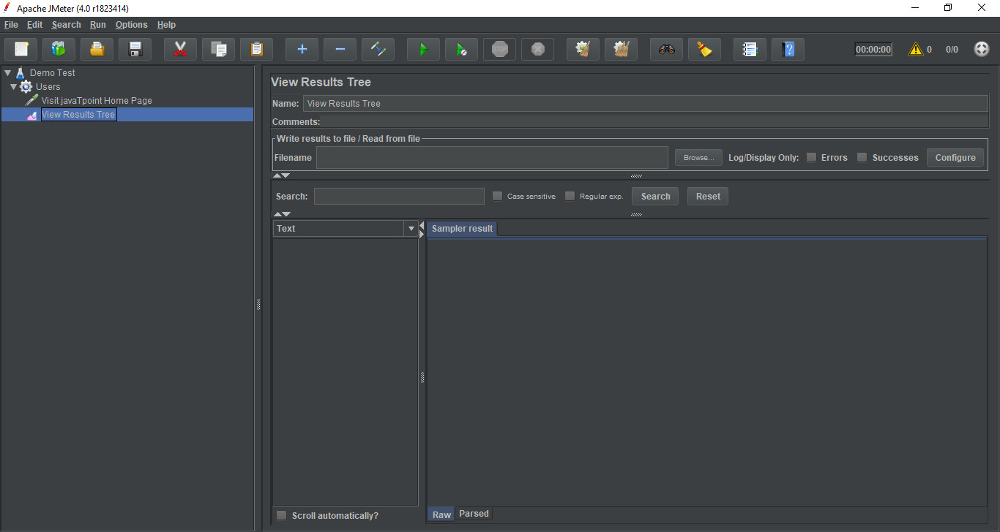 Apache JMeter (4.0 r1823414)
File Edit Search Run Options Help
STOP
?
00:00:00 0 0/0
Demo Test
Users
Visit javaTpoint Home Page
View Results Tree
View Results Tree
Name: View Results Tree
Comments:
Write results to file / Read from file
Filename Browse... Log/Display Only: Errors Successes Configure
Search: Case sensitive Regular exp. Search Reset
Text
Sampler result
Scroll automatically?
Raw Parsed